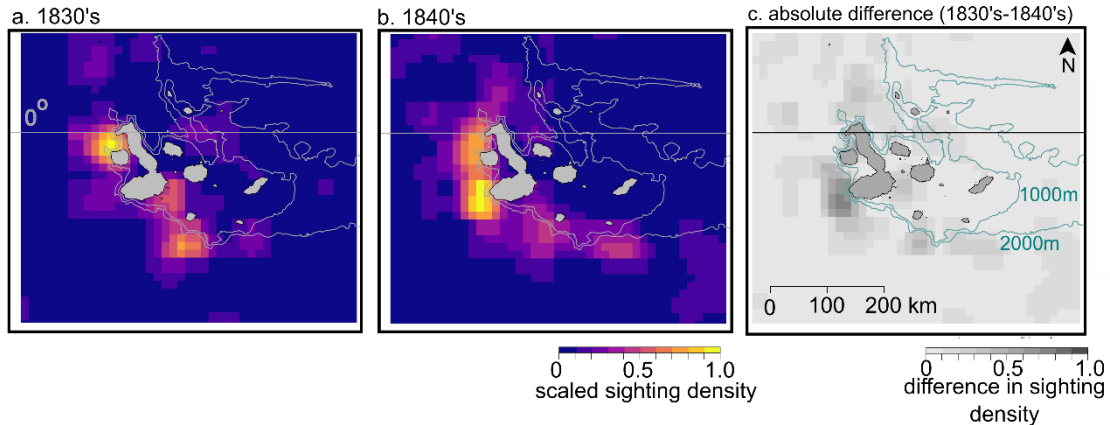 a. 1830's
b. 1840's
c. absolute difference (1830's-1840's)
0°
N
1000m
2000m
0 100 200 km
0 0.5 1.0
scaled sighting density
0 0.5 1.0
difference in sighting
density